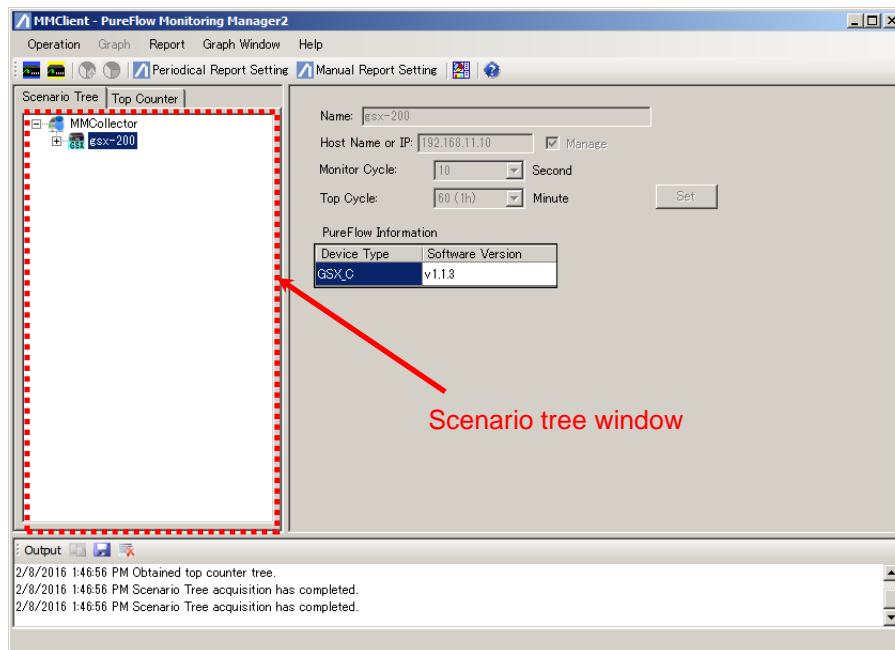 MMClient - PureFlow Monitoring Manager2
Operation Graph Report Graph Window Help
Periodical Report Setting Manual Report Setting
Scenario Tree Top Counter
MMCollector
gsx-200
Name: gsx-200
Host Name or IP: 192.168.11.10 Manage
Monitor Cycle: 10 Second
Top Cycle: 60 (1h) Minute Set
PureFlow Information
Device Type Software Version
GSX_C v1.1.3
Scenario tree window
Output
2/8/2016 1:46:56 PM Obtained top counter tree.
2/8/2016 1:46:56 PM Scenario Tree acquisition has completed.
2/8/2016 1:46:56 PM Scenario Tree acquisition has completed.